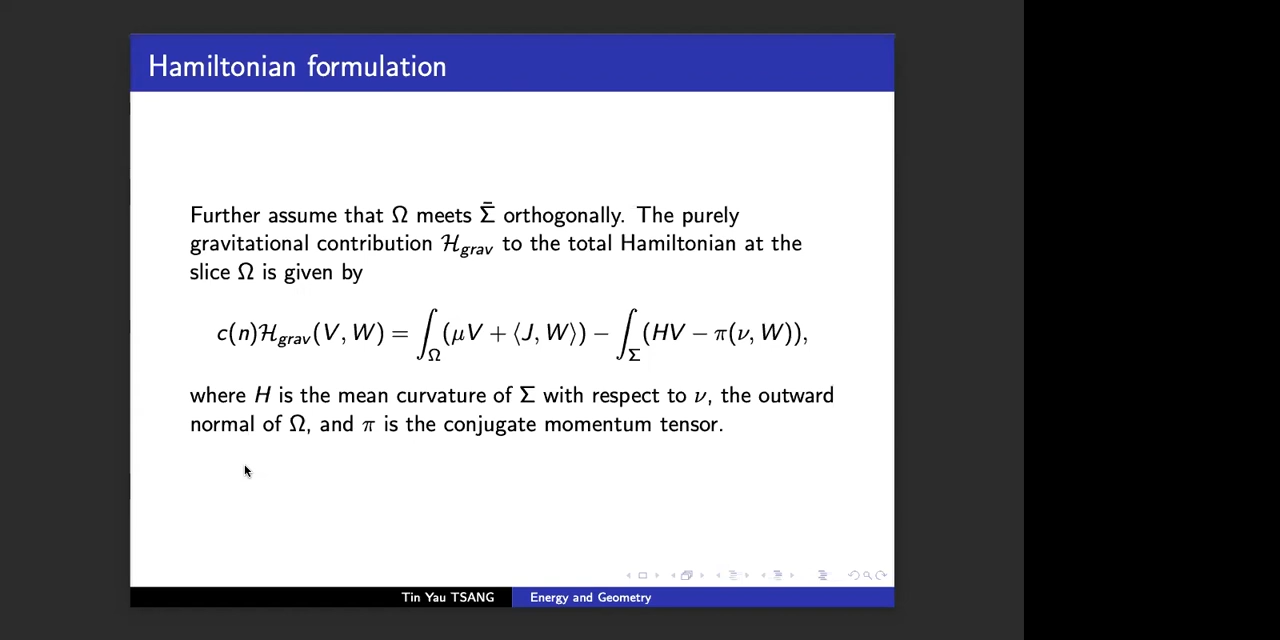 Hamiltonian formulation
Further assume that Ω meets Σ̄ orthogonally. The purely
gravitational contribution ℋ_grav to the total Hamiltonian at the
slice Ω is given by
c(n)ℋ_grav(V, W) = ∫_Ω (μV + ⟨J, W⟩) − ∫_Σ (HV − π(ν, W)),
where H is the mean curvature of Σ with respect to ν, the outward
normal of Ω, and π is the conjugate momentum tensor.
Tin Yau TSANG
Energy and Geometry